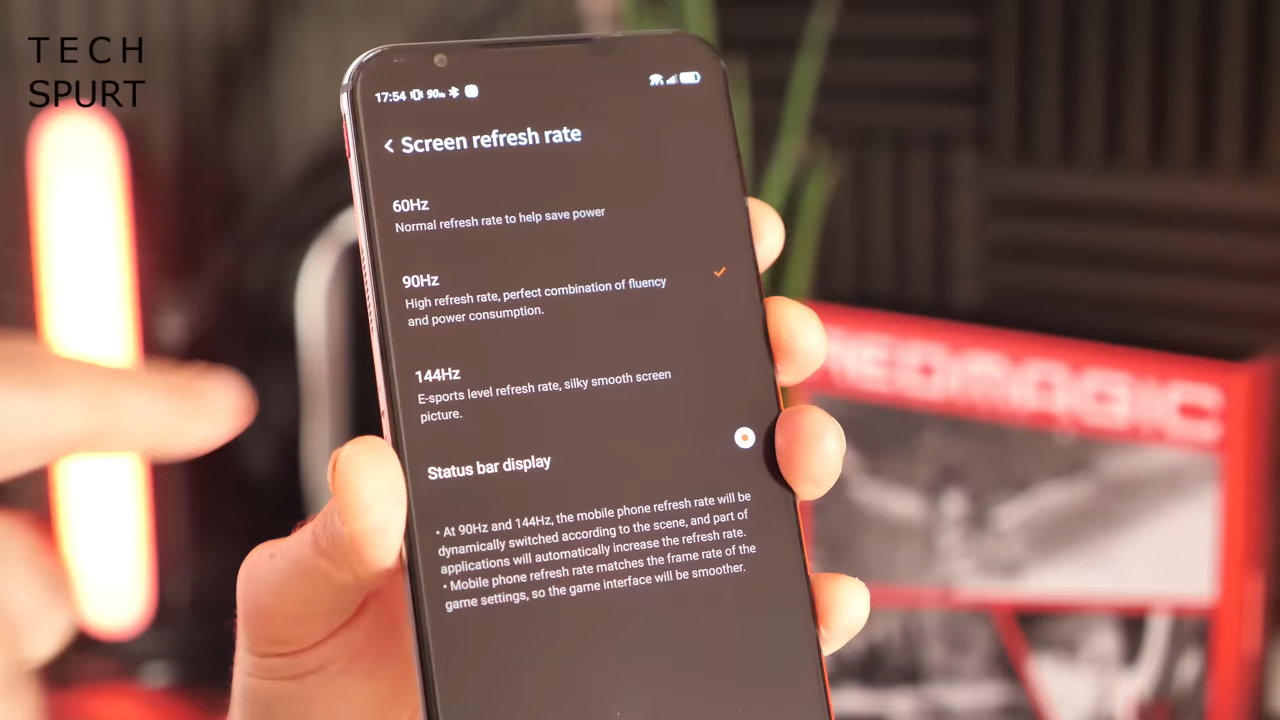 TECH
SPURT
17:54 90Hz
Screen refresh rate
60Hz
Normal refresh rate to help save power
90Hz
High refresh rate, perfect combination of fluency
and power consumption.
144Hz
E-sports level refresh rate, silky smooth screen
picture.
Status bar display
• At 90Hz and 144Hz, the mobile phone refresh rate will be
dynamically switched according to the scene, and part of
applications will automatically increase the refresh rate.
• Mobile phone refresh rate matches the frame rate of the
game settings, so the game interface will be smoother.
REDMAGIC